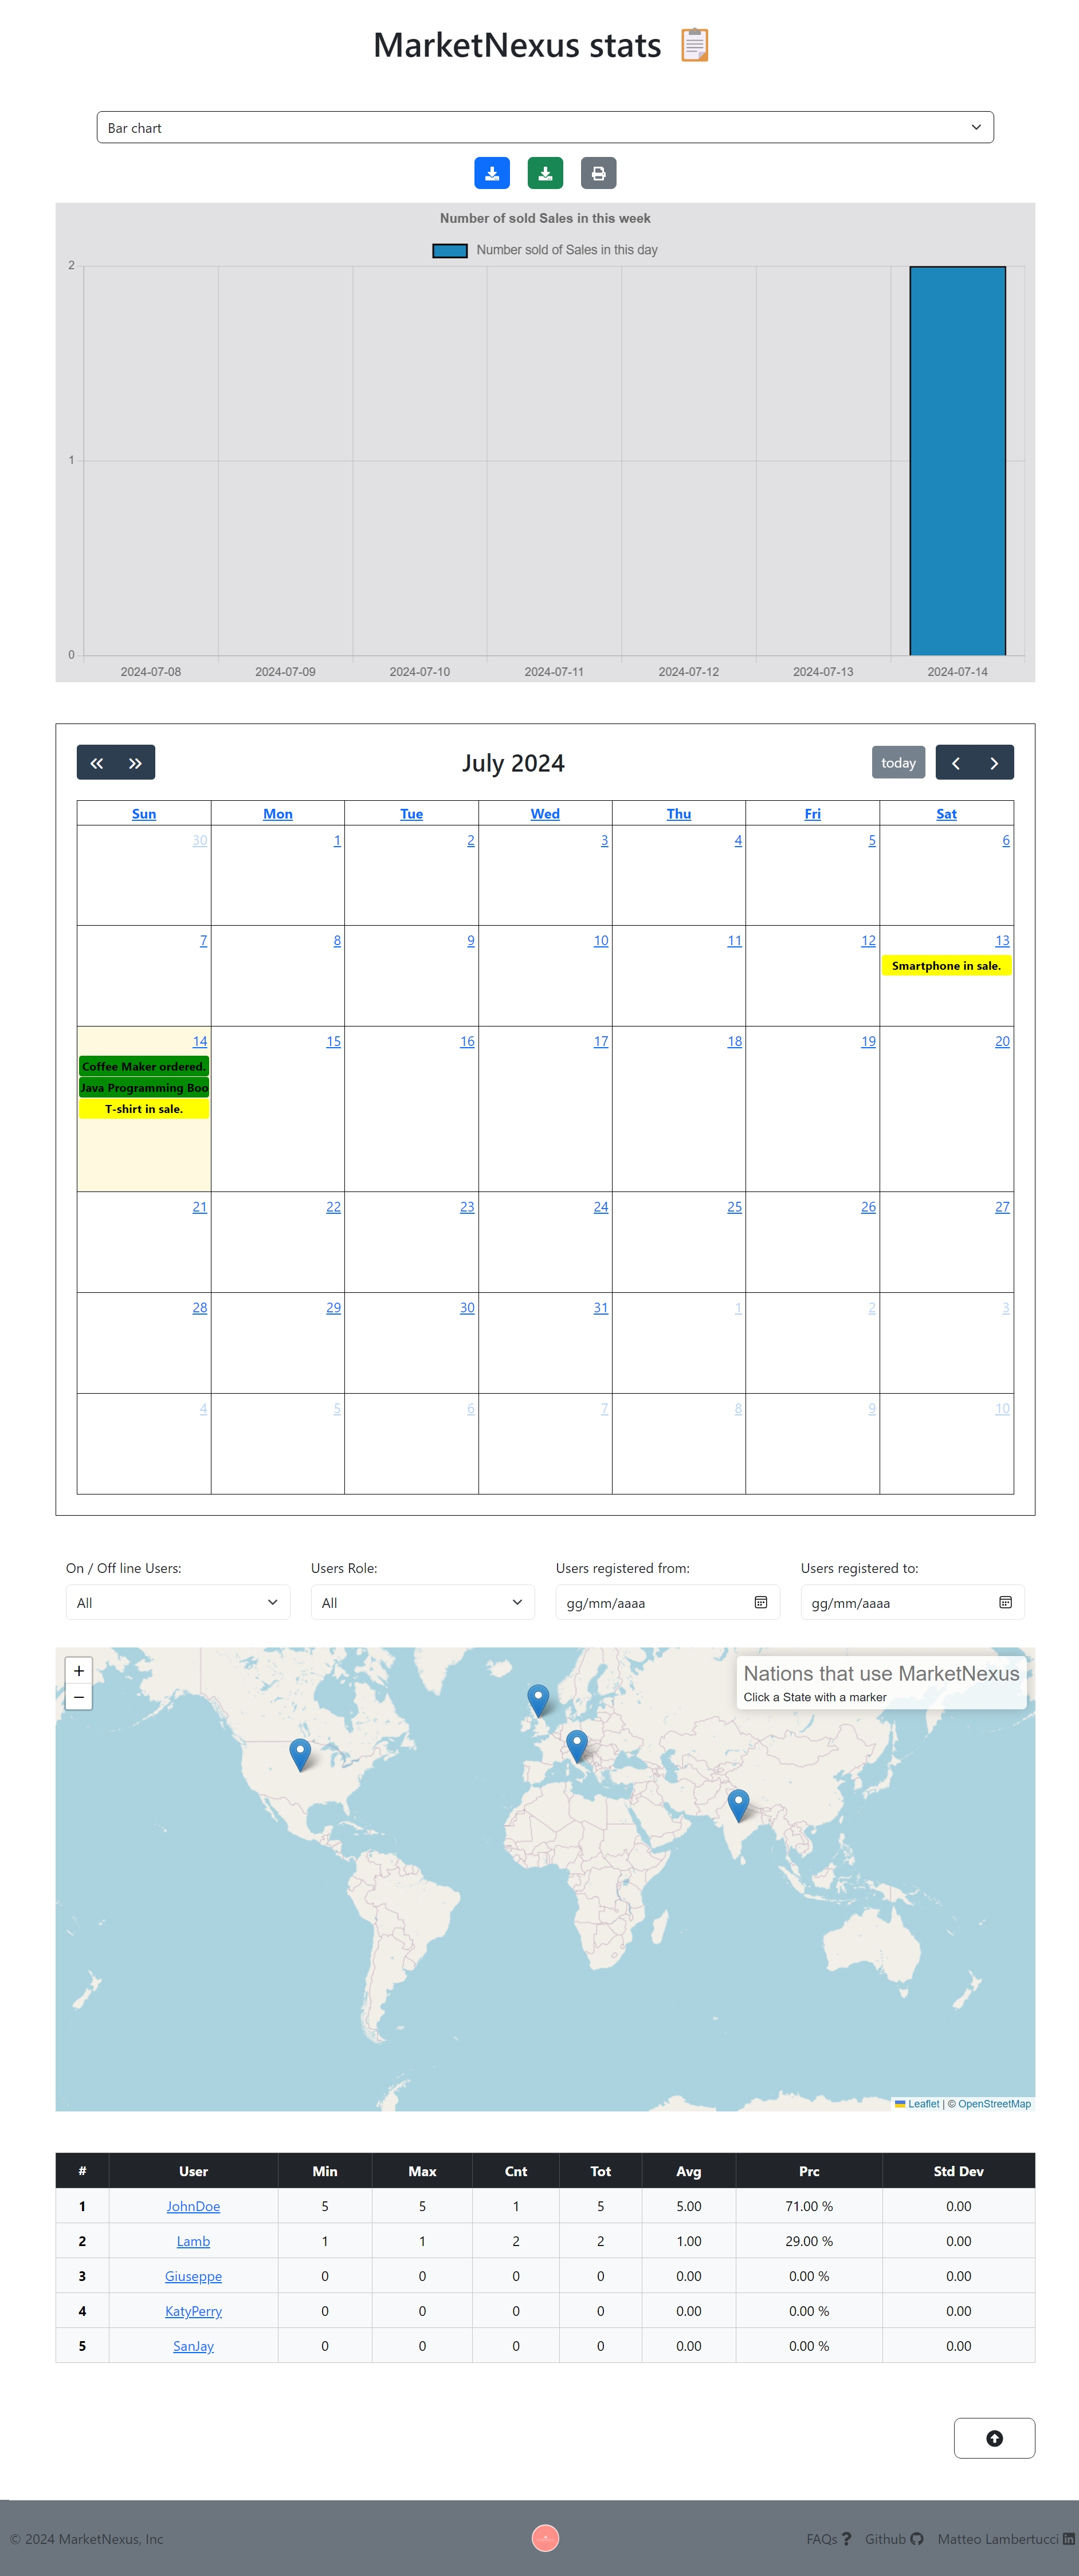 MarketNexus stats
Bar chart
Number of sold Sales in this week
Number sold of Sales in this day
2
1
0
2024-07-08 2024-07-09 2024-07-10 2024-07-11 2024-07-12 2024-07-13 2024-07-14
July 2024
today
Sun Mon Tue Wed Thu Fri Sat
30 1 2 3 4 5 6
7 8 9 10 11 12 13
Smartphone in sale.
14 15 16 17 18 19 20
Coffee Maker ordered.
Java Programming Boo
T-shirt in sale.
21 22 23 24 25 26 27
28 29 30 31 1 2 3
4 5 6 7 8 9 10
On / Off line Users: Users Role: Users registered from: Users registered to:
All All gg/mm/aaaa gg/mm/aaaa
+
−
Nations that use MarketNexus
Click a State with a marker
Leaflet | © OpenStreetMap
# User Min Max Cnt Tot Avg Prc Std Dev
1 JohnDoe 5 5 1 5 5.00 71.00 % 0.00
2 Lamb 1 1 2 2 1.00 29.00 % 0.00
3 Giuseppe 0 0 0 0 0.00 0.00 % 0.00
4 KatyPerry 0 0 0 0 0.00 0.00 % 0.00
5 SanJay 0 0 0 0 0.00 0.00 % 0.00
© 2024 MarketNexus, Inc FAQs ? Github Matteo Lambertucci